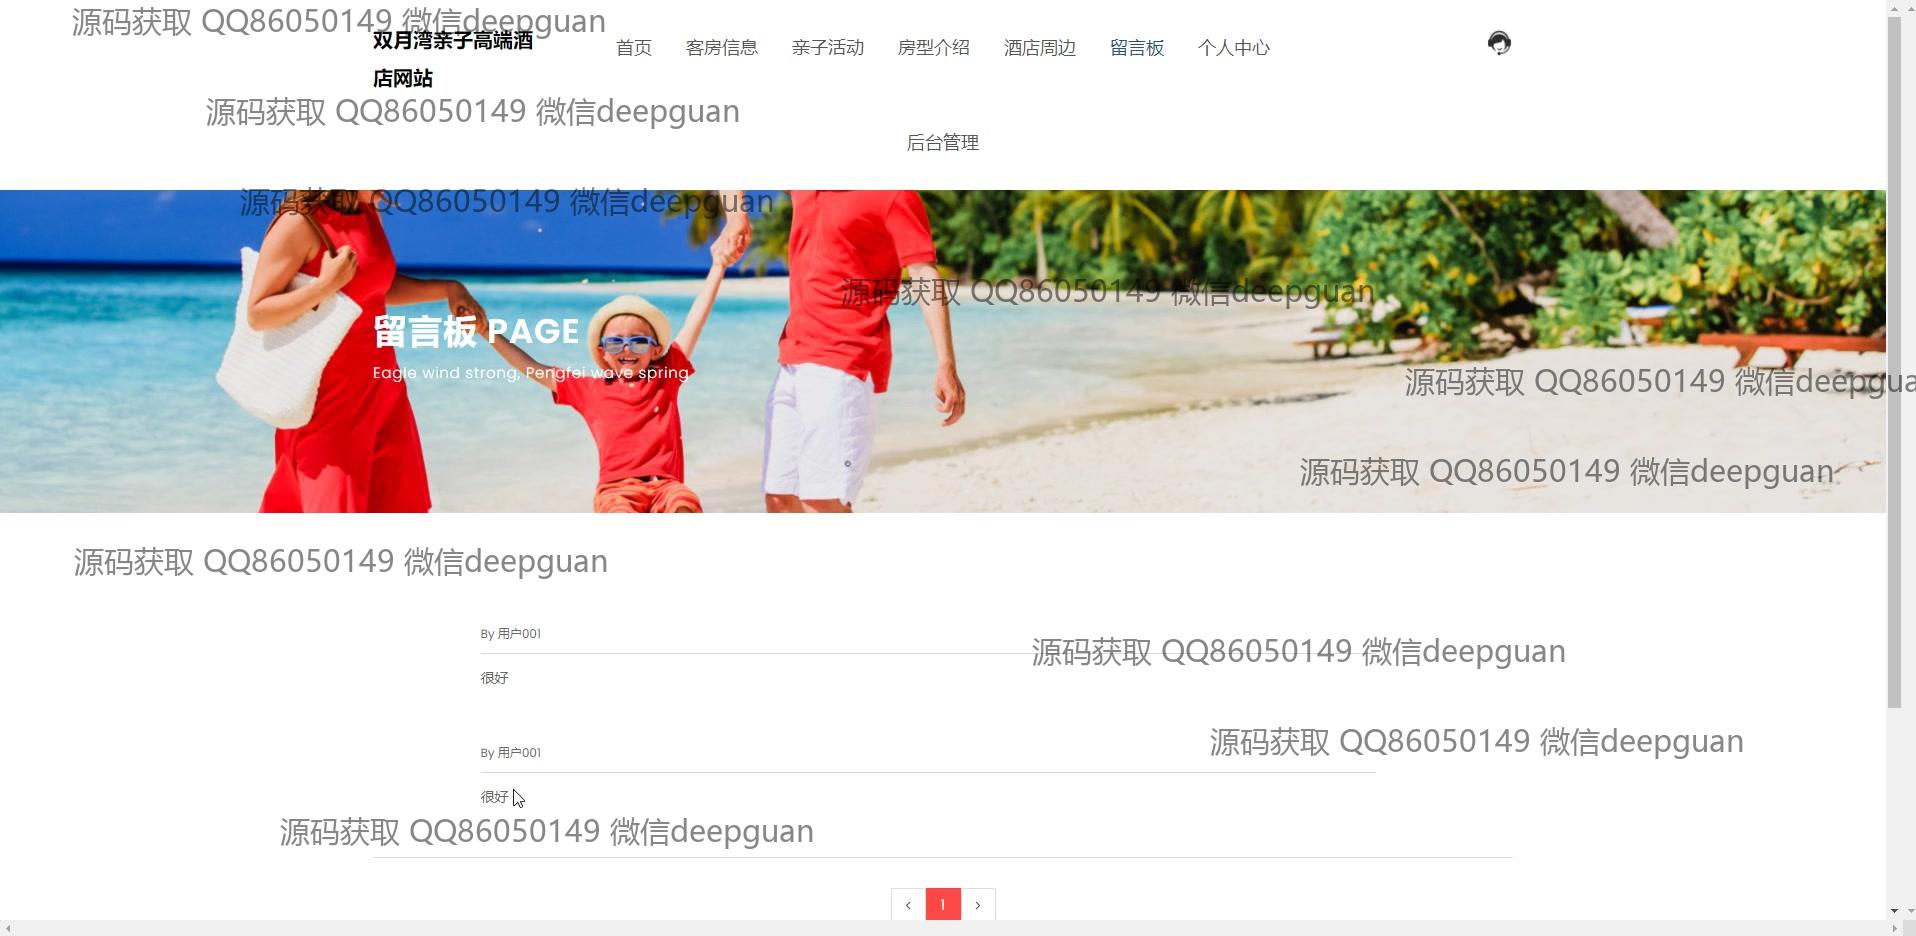 源码获取 QQ86050149 微信deepguan
双月湾亲子高端酒
店网站
首页 客房信息 亲子活动 房型介绍 酒店周边 留言板 个人中心
源码获取 QQ86050149 微信deepguan
后台管理
源码获取 QQ86050149 微信deepguan
源码获取 QQ86050149 微信deepguan
留言板 PAGE
Eagle wind strong, Pengfei wave spring
源码获取 QQ86050149 微信deepgua
源码获取 QQ86050149 微信deepguan
源码获取 QQ86050149 微信deepguan
By 用户001
源码获取 QQ86050149 微信deepguan
很好
源码获取 QQ86050149 微信deepguan
By 用户001
很好
源码获取 QQ86050149 微信deepguan
< 1 >